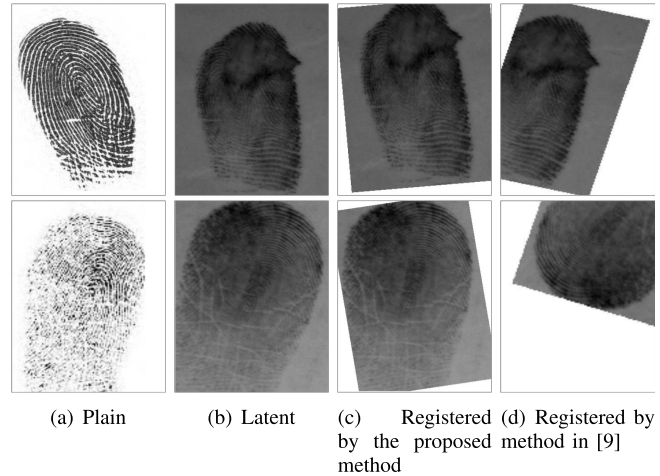 (a) Plain
(b) Latent
(c) Registered by the proposed method
(d) Registered by method in [9]